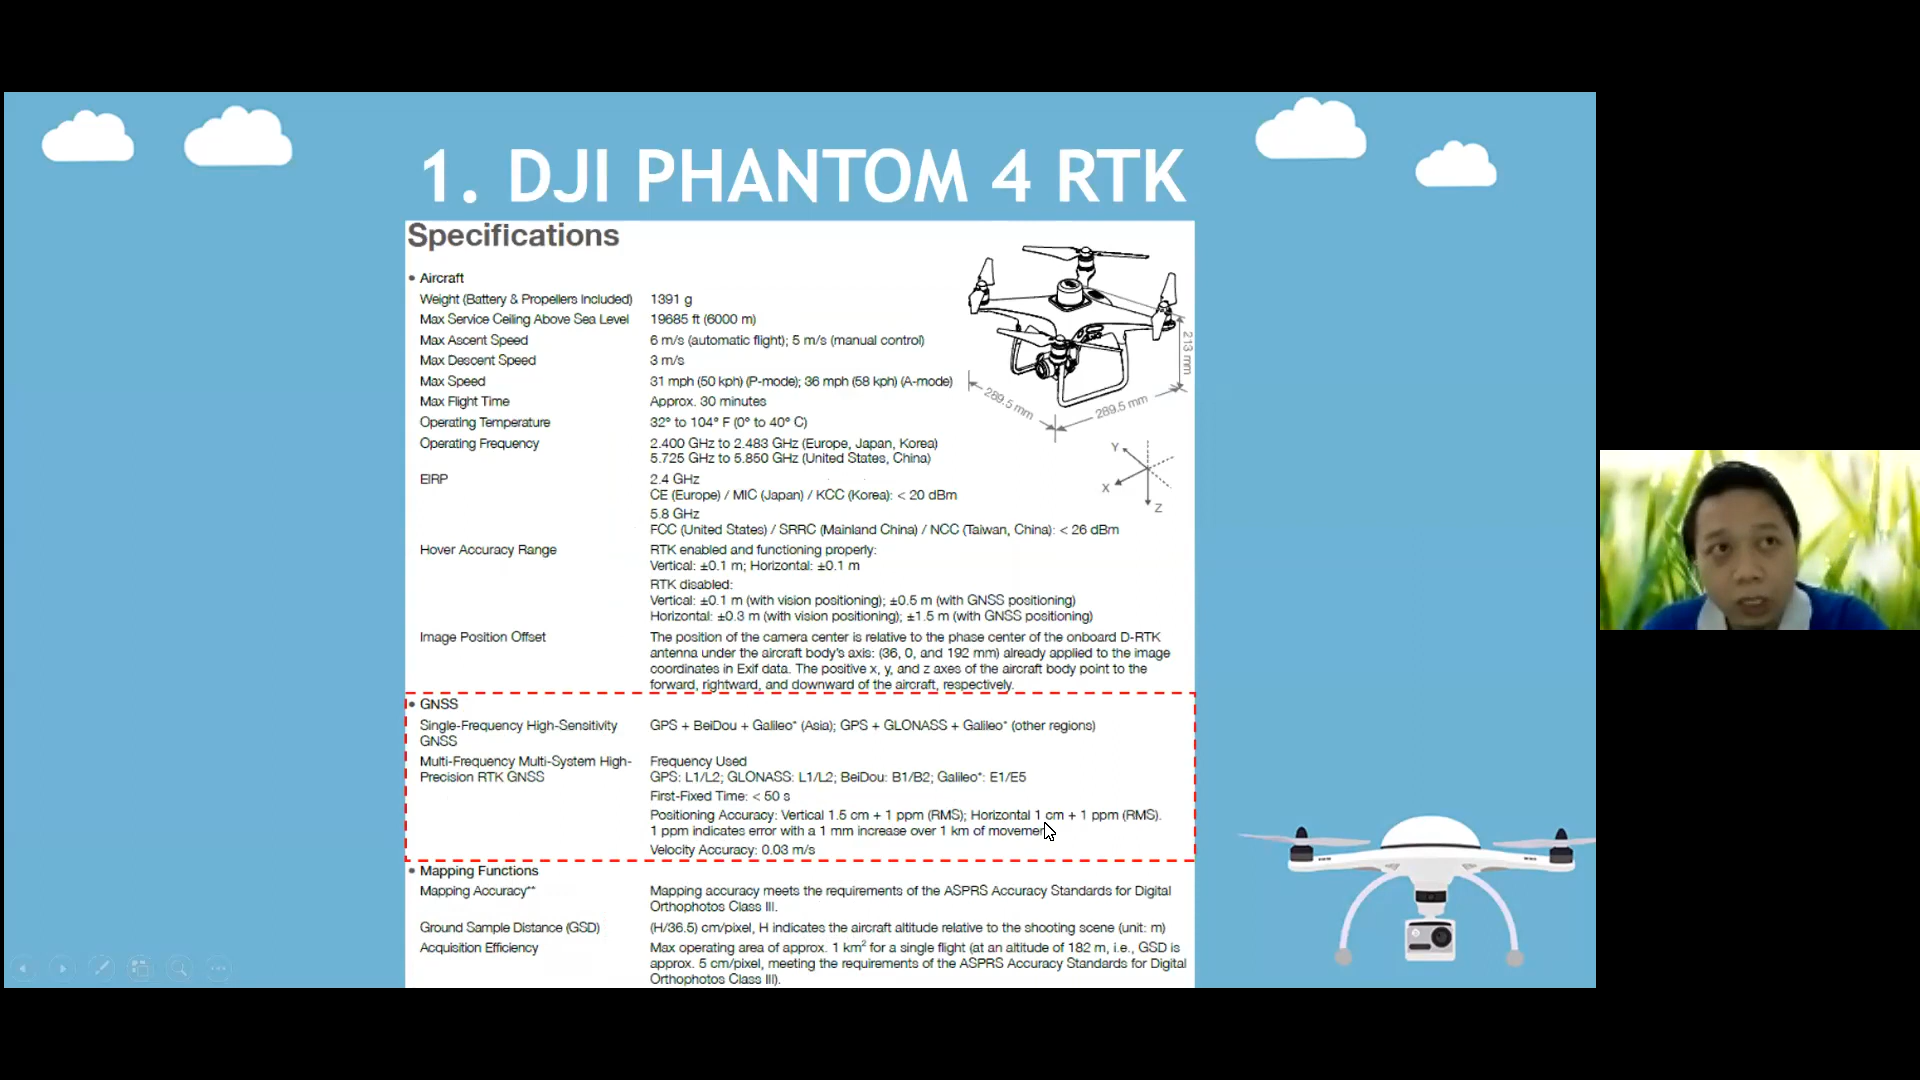 1. DJI PHANTOM 4 RTK
Specifications
• Aircraft
Weight (Battery & Propellers Included) 1391 g
Max Service Ceiling Above Sea Level 19685 ft (6000 m)
Max Ascent Speed 6 m/s (automatic flight); 5 m/s (manual control)
Max Descent Speed 3 m/s
Max Speed 31 mph (50 kph) (P-mode); 36 mph (58 kph) (A-mode)
Max Flight Time Approx. 30 minutes
Operating Temperature 32° to 104° F (0° to 40° C)
Operating Frequency 2.400 GHz to 2.483 GHz (Europe, Japan, Korea)
5.725 GHz to 5.850 GHz (United States, China)
EIRP 2.4 GHz
CE (Europe) / MIC (Japan) / KCC (Korea): < 20 dBm
5.8 GHz
FCC (United States) / SRRC (Mainland China) / NCC (Taiwan, China): < 26 dBm
Hover Accuracy Range RTK enabled and functioning properly:
Vertical: ±0.1 m; Horizontal: ±0.1 m
RTK disabled:
Vertical: ±0.1 m (with vision positioning); ±0.5 m (with GNSS positioning)
Horizontal: ±0.3 m (with vision positioning); ±1.5 m (with GNSS positioning)
Image Position Offset The position of the camera center is relative to the phase center of the onboard D-RTK
antenna under the aircraft body's axis: (36, 0, and 192 mm) already applied to the image
coordinates in Exif data. The positive x, y, and z axes of the aircraft body point to the
forward, rightward, and downward of the aircraft, respectively.
213 mm
289.5 mm
289.5 mm
Y
X
Z
• GNSS
Single-Frequency High-Sensitivity GPS + BeiDou + Galileo* (Asia); GPS + GLONASS + Galileo* (other regions)
GNSS
Multi-Frequency Multi-System High- Frequency Used
Precision RTK GNSS GPS: L1/L2; GLONASS: L1/L2; BeiDou: B1/B2; Galileo*: E1/E5
First-Fixed Time: < 50 s
Positioning Accuracy: Vertical 1.5 cm + 1 ppm (RMS); Horizontal 1 cm + 1 ppm (RMS).
1 ppm indicates error with a 1 mm increase over 1 km of
Velocity Accuracy: 0.03 m/s
• Mapping Functions
Mapping Accuracy** Mapping accuracy meets the requirements of the ASPRS Accuracy Standards for Digital
Orthophotos Class III.
Ground Sample Distance (GSD) (H/36.5) cm/pixel, H indicates the aircraft altitude relative to the shooting scene (unit: m)
Acquisition Efficiency Max operating area of approx. 1 km² for a single flight (at an altitude of 182 m, i.e., GSD is
approx. 5 cm/pixel, meeting the requirements of the ASPRS Accuracy Standards for Digital
Orthophotos Class III).